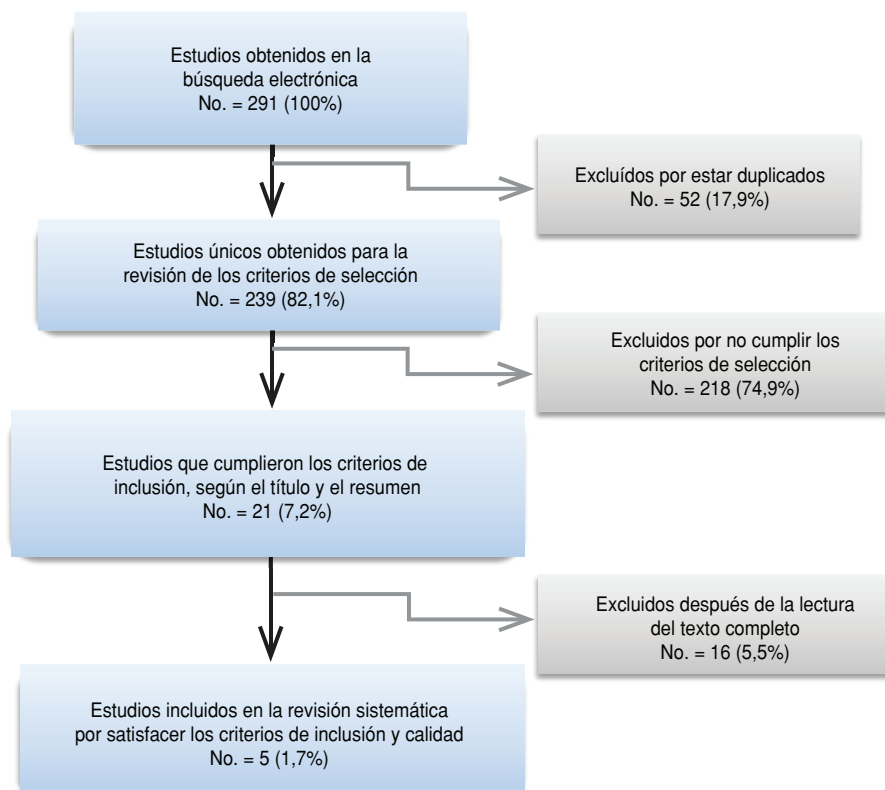 Estudios obtenidos en la
búsqueda electrónica
No. = 291 (100%)
Excluídos por estar duplicados
No. = 52 (17,9%)
Estudios únicos obtenidos para la
revisión de los criterios de selección
No. = 239 (82,1%)
Excluidos por no cumplir los
criterios de selección
No. = 218 (74,9%)
Estudios que cumplieron los criterios de
inclusión, según el título y el resumen
No. = 21 (7,2%)
Excluidos después de la lectura
del texto completo
No. = 16 (5,5%)
Estudios incluidos en la revisión sistemática
por satisfacer los criterios de inclusión y calidad
No. = 5 (1,7%)